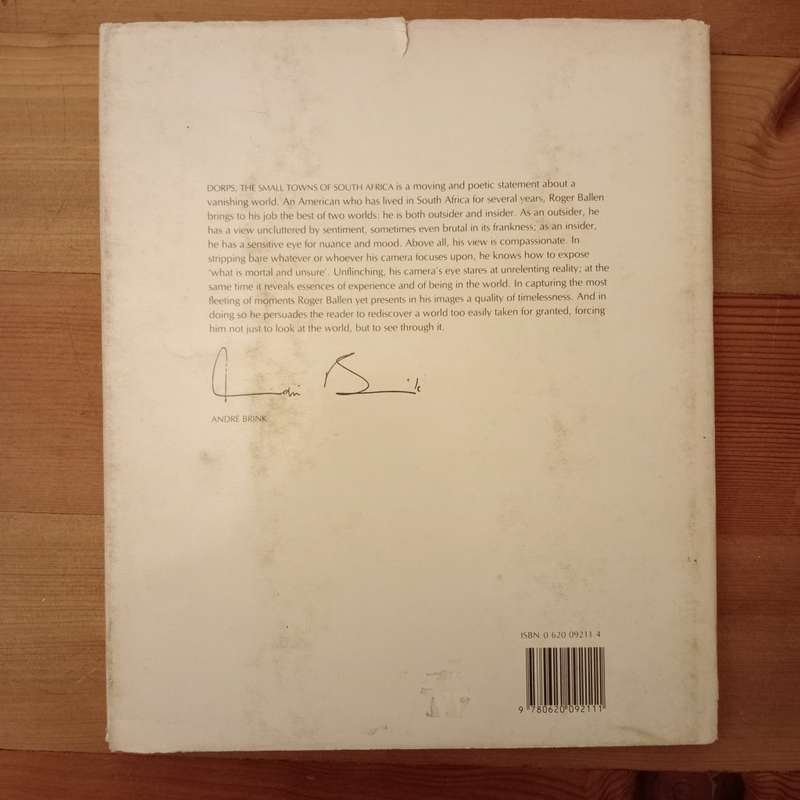 DORPS, THE SMALL TOWNS OF SOUTH AFRICA is a moving and poetic statement about a
vanishing world. An American who has lived in South Africa for several years, Roger Ballen
brings to his job the best of two worlds: he is both outsider and insider. As an outsider, he
has a view uncluttered by sentiment, sometimes even brutal in its frankness; as an insider,
he has a sensitive eye for nuance and mood. Above all, his view is compassionate. In
stripping bare whatever or whoever his camera focuses upon, he knows how to expose
'what is mortal and unsure'. Unflinching, his camera's eye stares at unrelenting reality; at the
same time it reveals essences of experience and of being in the world. In capturing the most
fleeting of moments Roger Ballen yet presents in his images a quality of timelessness. And in
doing so he persuades the reader to rediscover a world too easily taken for granted, forcing
him not just to look at the world, but to see through it.
André Brink
ANDRÉ BRINK
ISBN 0 620 09211 4
9 780620 092111